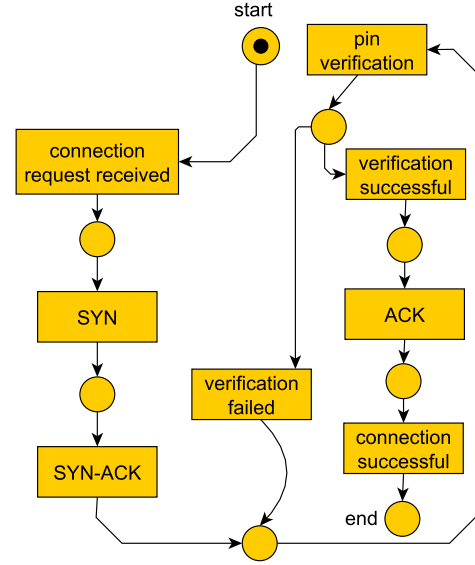 start
connection
request received
SYN
SYN-ACK
pin
verification
verification
successful
verification
failed
ACK
connection
successful
end